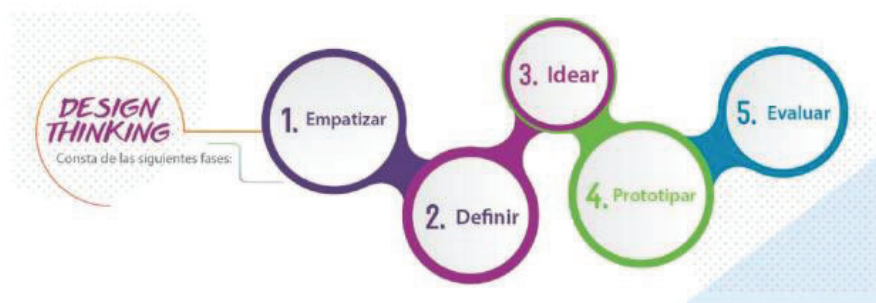 DESIGN
THINKING
Consta de las siguientes fases:
1. Empatizar
2. Definir
3. Idear
4. Prototipar
5. Evaluar